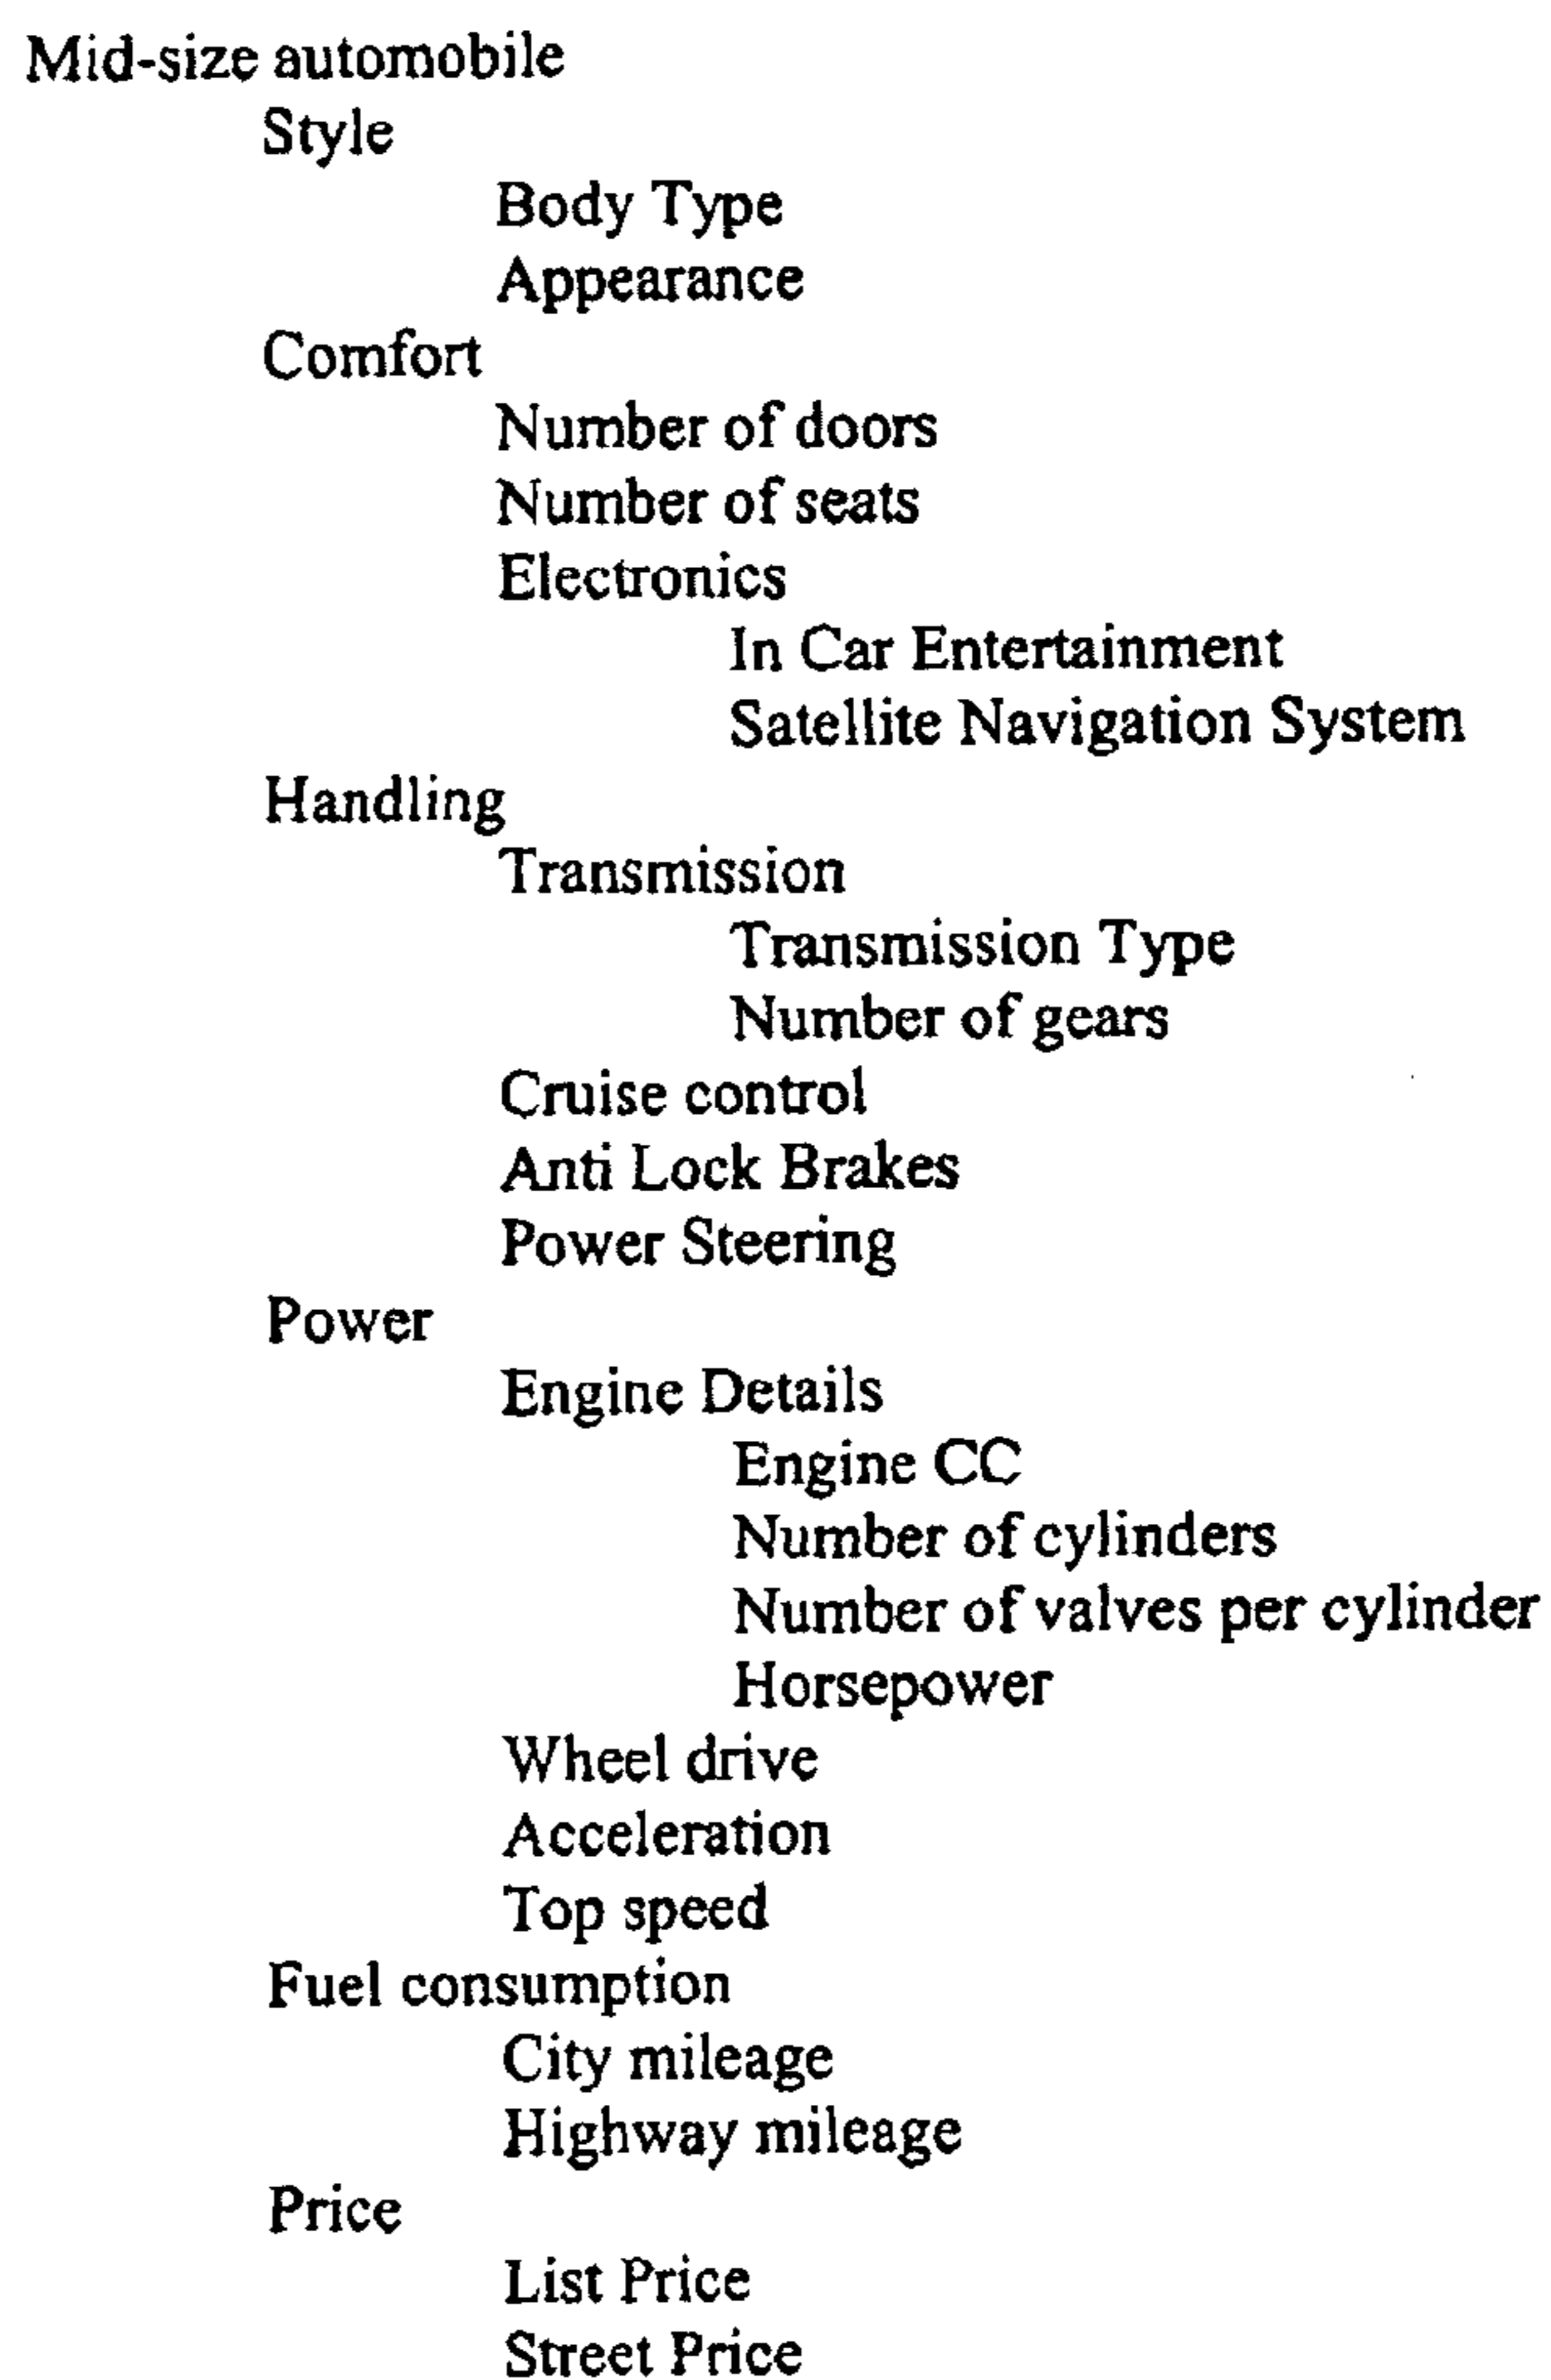 Mid-size automobile
Style
Body Type
Appearance
Comfort
Number of doors
Number of seats
Electronics
In Car Entertainment
Satellite Navigation System
Handling
Transmission
Transmission Type
Number of gears
Cruise control
Anti Lock Brakes
Power Steering
Power
Engine Details
Engine CC
Number of cylinders
Number of valves per cylinder
Horsepower
Wheel drive
Acceleration
Top speed
Fuel consumption
City mileage
Highway mileage
Price
List Price
Street Price